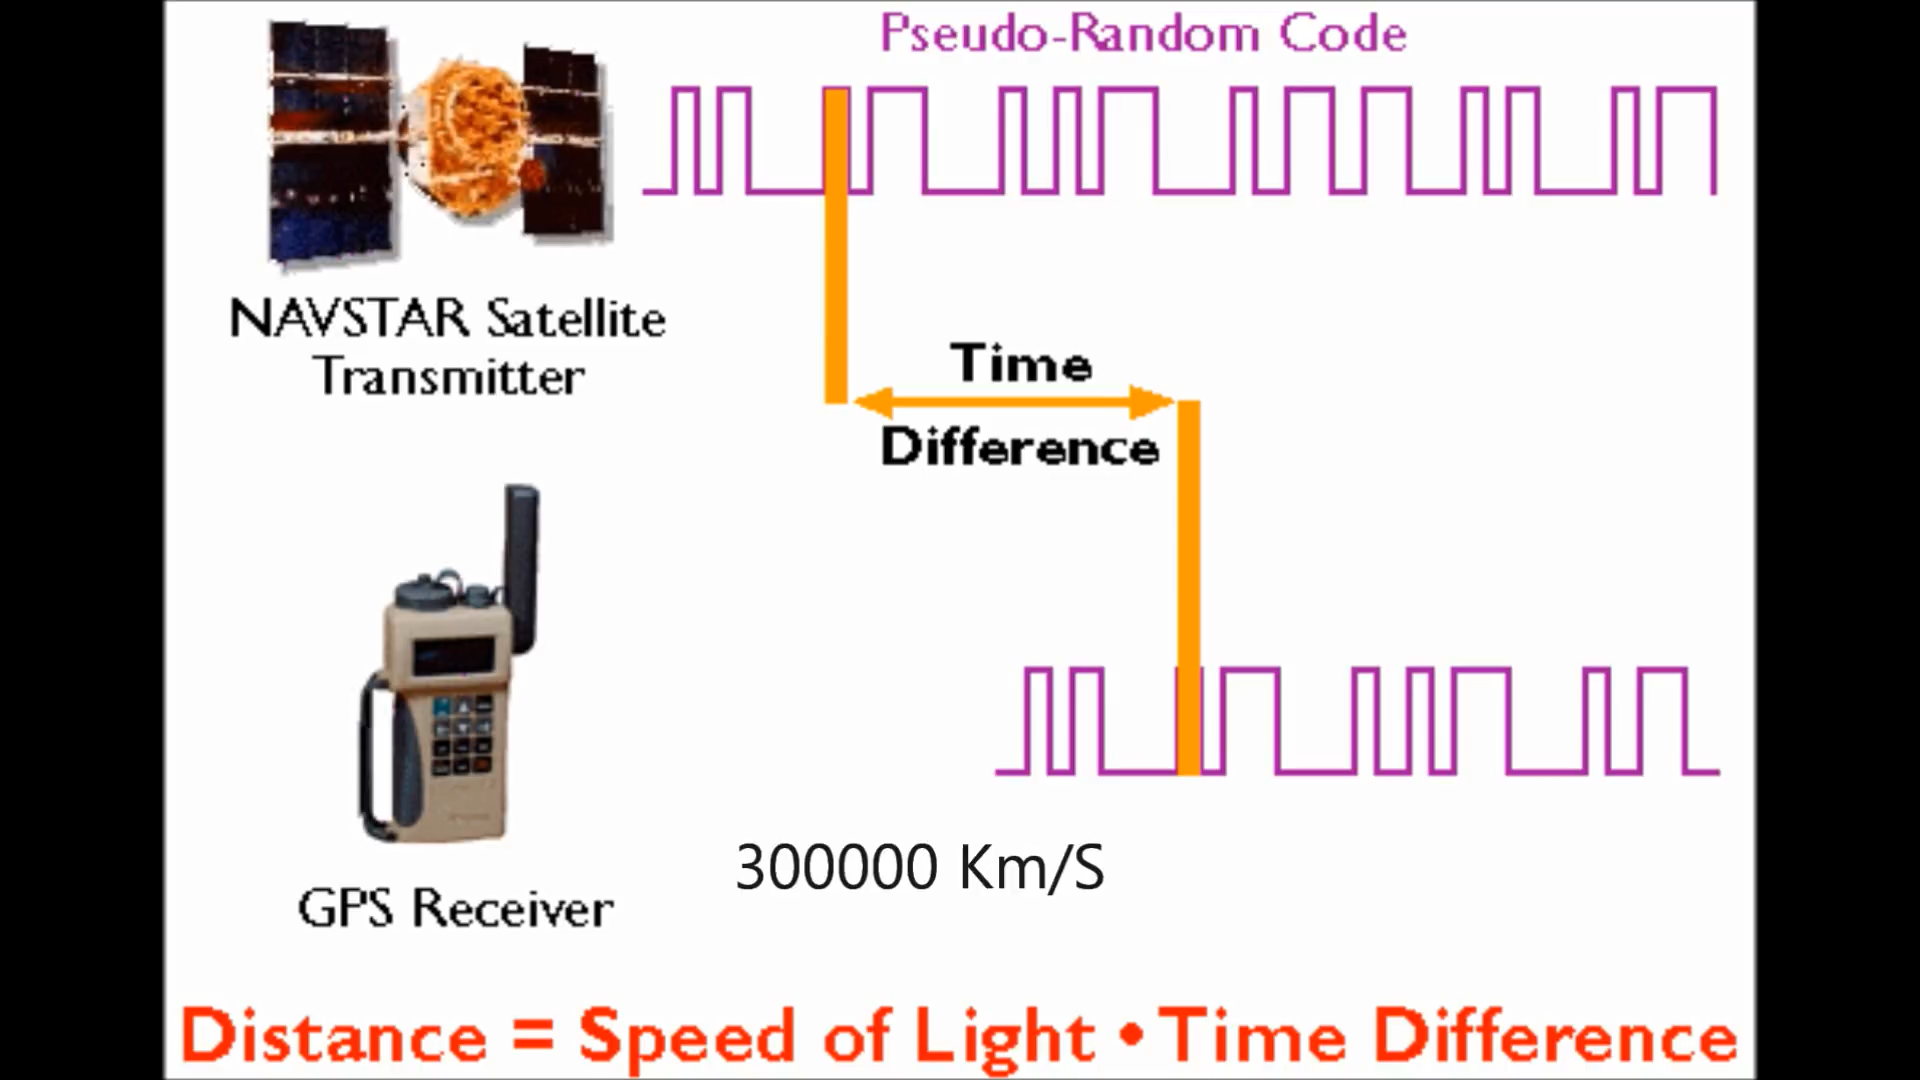 Pseudo-Random Code
NAVSTAR Satellite
Transmitter
Time
Difference
300000 Km/S
GPS Receiver
Distance = Speed of Light • Time Difference